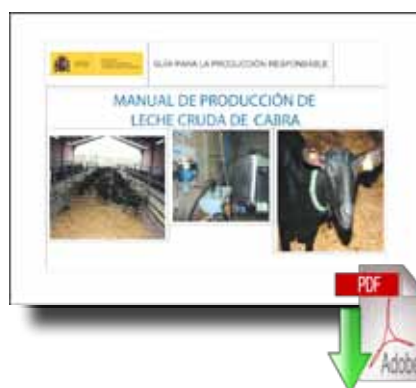 GUÍA PARA LA PRODUCCIÓN RESPONSABLE
MANUAL DE PRODUCCIÓN DE
LECHE CRUDA DE CABRA
PDF
Adobe